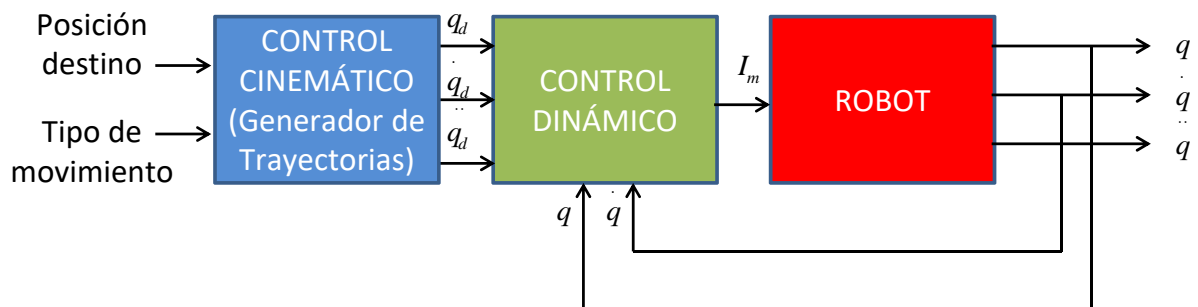 Posición
destino
Tipo de
movimiento
CONTROL
CINEMÁTICO
(Generador de
Trayectorias)
q_d
q̇_d
q̈_d
CONTROL
DINÁMICO
I_m
ROBOT
q
q̇
q̈
q
q̇